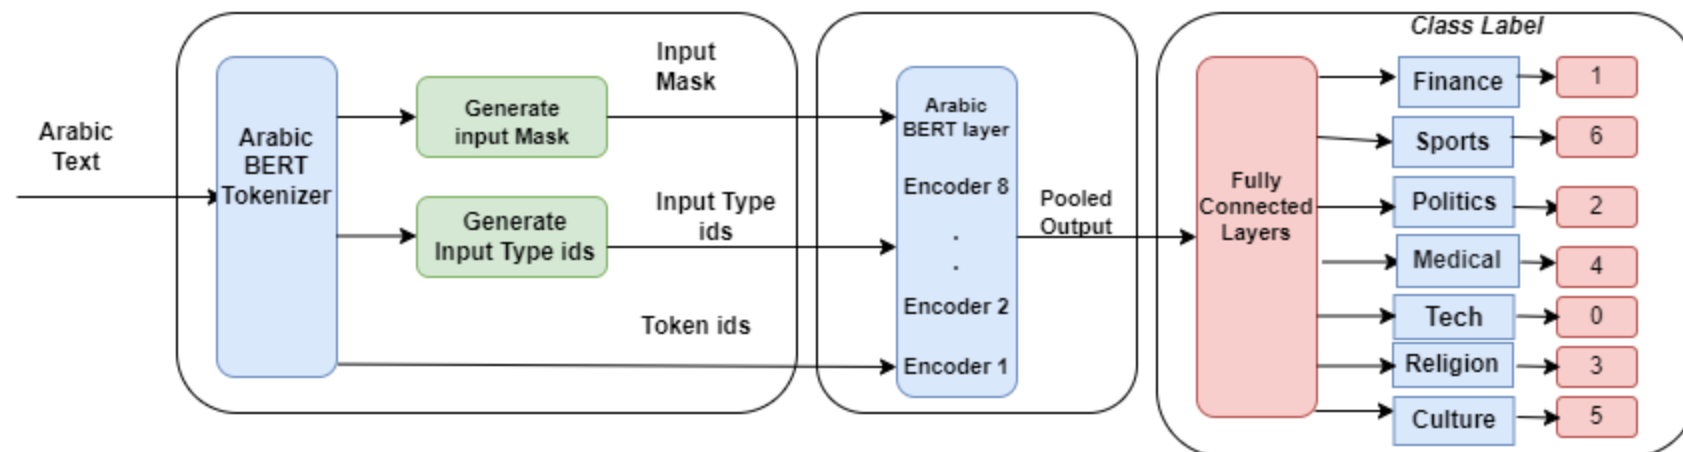 Arabic
Text
Arabic
BERT
Tokenizer
Generate
input Mask
Generate
Input Type ids
Input
Mask
Input Type
ids
Token ids
Arabic
BERT layer
Encoder 8
.
.
Encoder 2
Encoder 1
Pooled
Output
Fully
Connected
Layers
Class Label
Finance 1
Sports 6
Politics 2
Medical 4
Tech 0
Religion 3
Culture 5